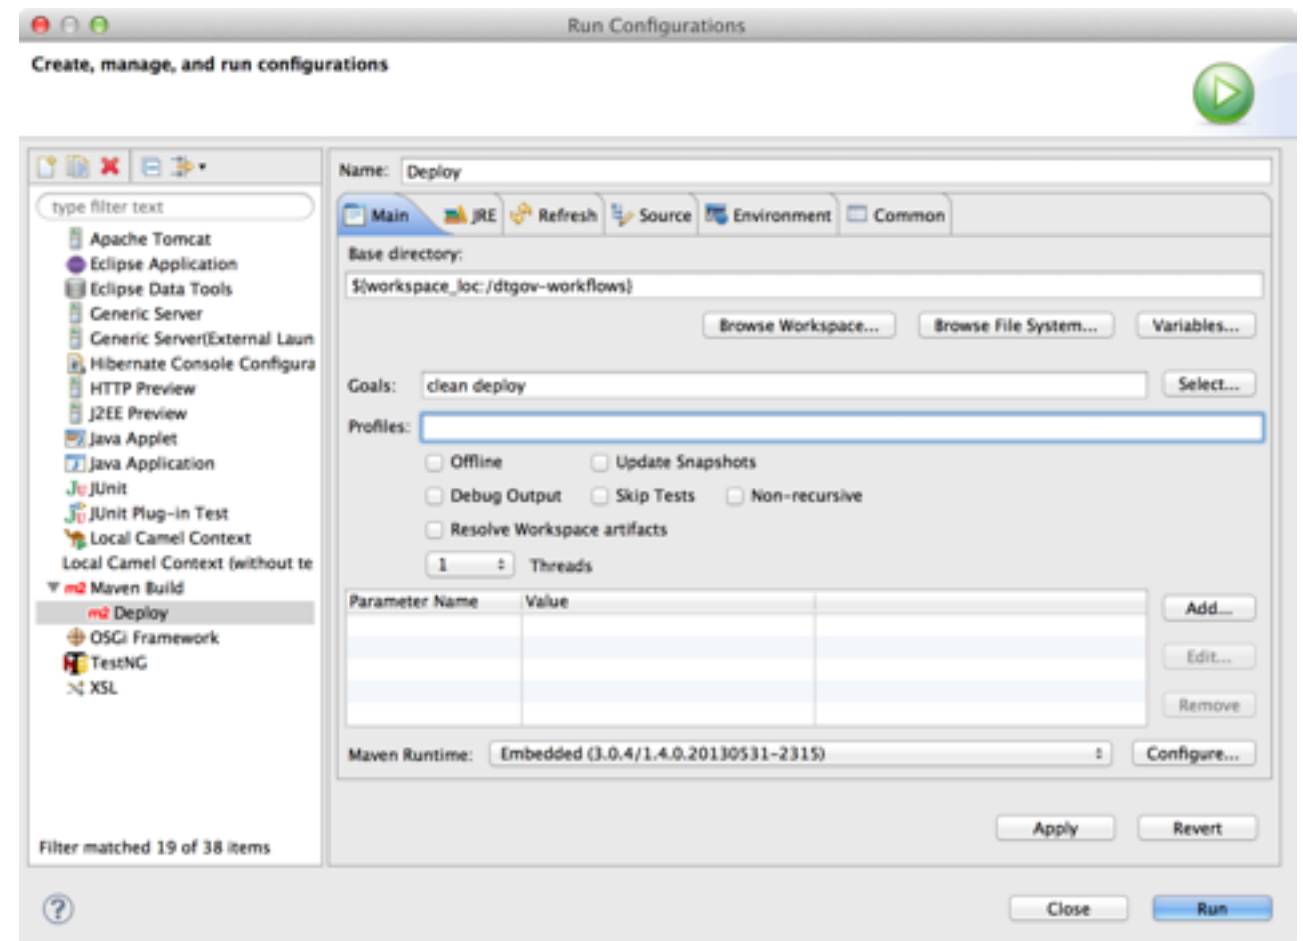 Run Configurations
Create, manage, and run configurations
type filter text
Apache Tomcat
Eclipse Application
Eclipse Data Tools
Generic Server
Generic Server(External Laun
Hibernate Console Configura
HTTP Preview
J2EE Preview
Java Applet
Java Application
Ju JUnit
JUnit Plug-in Test
Local Camel Context
Local Camel Context (without te
m2 Maven Build
m2 Deploy
OSGi Framework
TestNG
XSL
Filter matched 19 of 38 items
Name: Deploy
Main JRE Refresh Source Environment Common
Base directory:
${workspace_loc:/dtgov-workflows}
Browse Workspace... Browse File System... Variables...
Goals: clean deploy Select...
Profiles:
Offline Update Snapshots
Debug Output Skip Tests Non-recursive
Resolve Workspace artifacts
1 Threads
Parameter Name Value Add...
Edit...
Remove
Maven Runtime: Embedded (3.0.4/1.4.0.20130531-2315) Configure...
Apply Revert
? Close Run